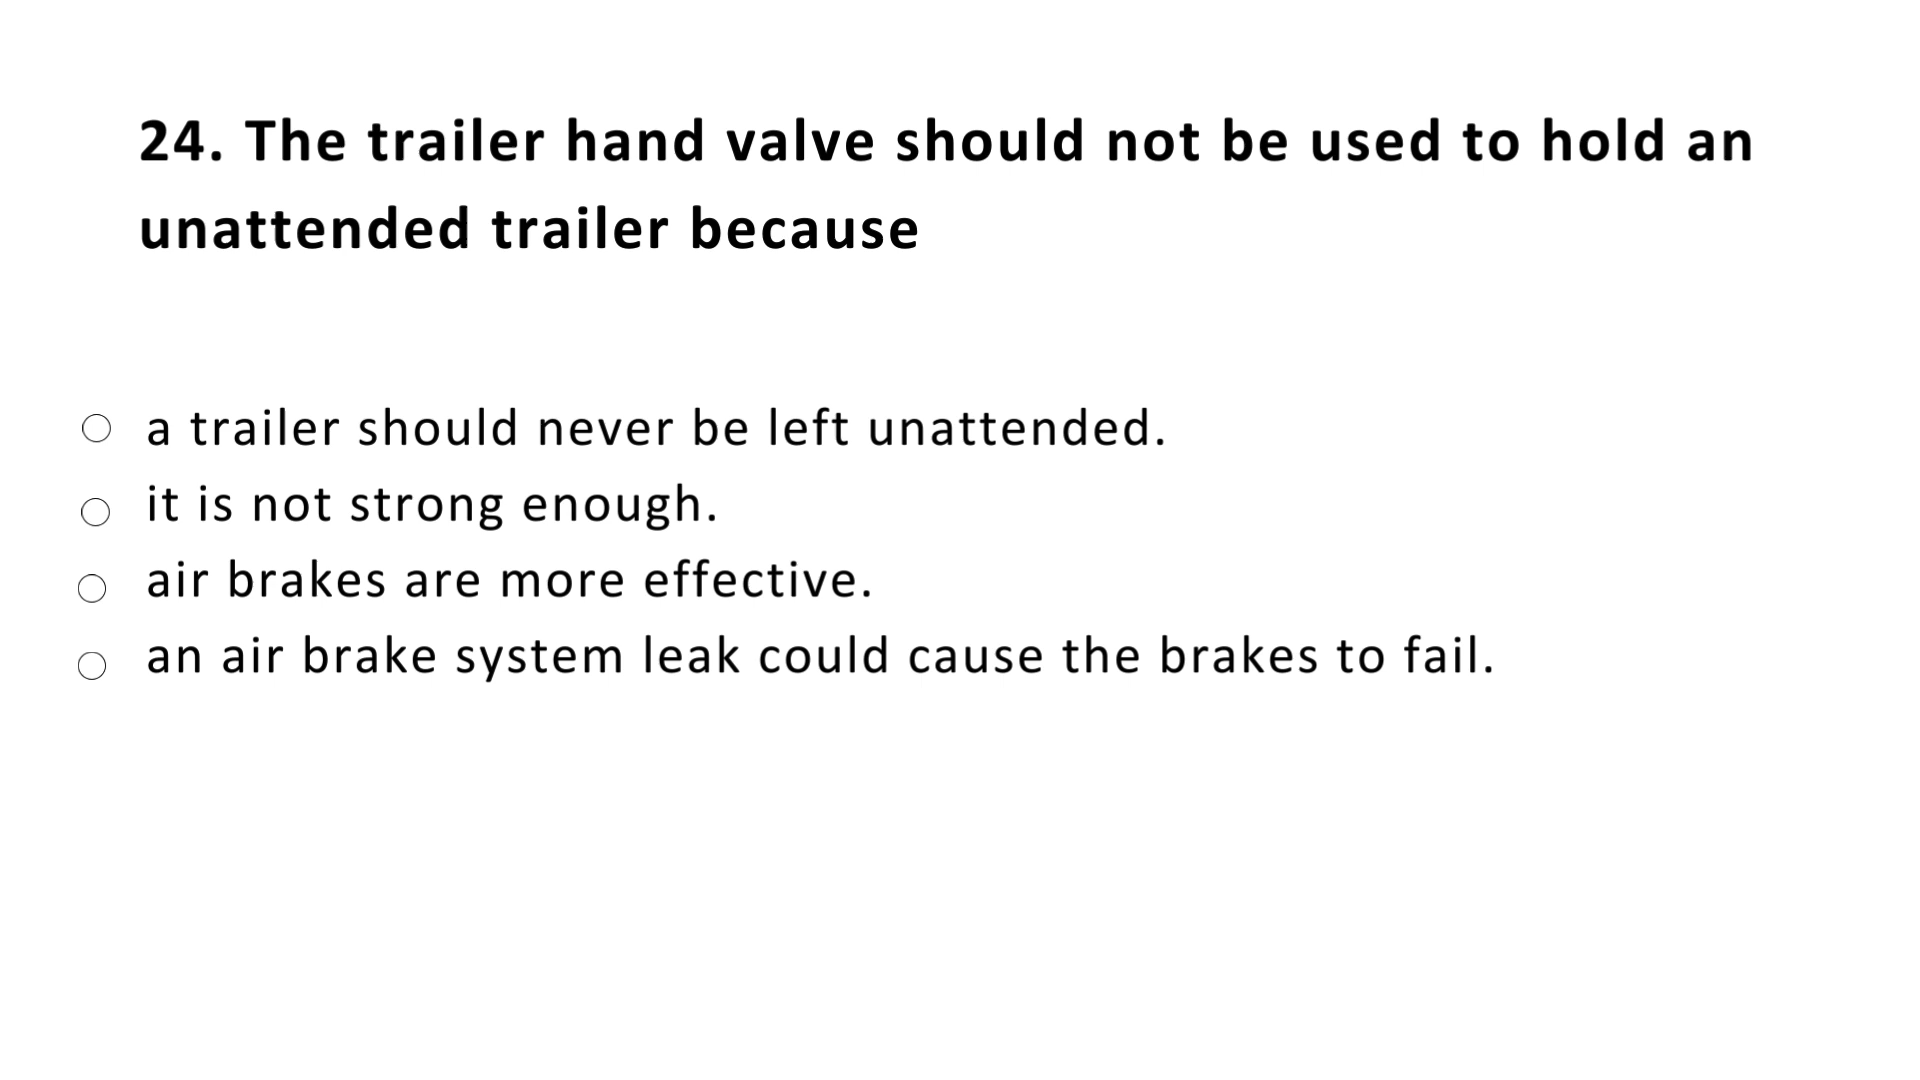 24. The trailer hand valve should not be used to hold an
unattended trailer because
a trailer should never be left unattended.
it is not strong enough.
air brakes are more effective.
an air brake system leak could cause the brakes to fail.